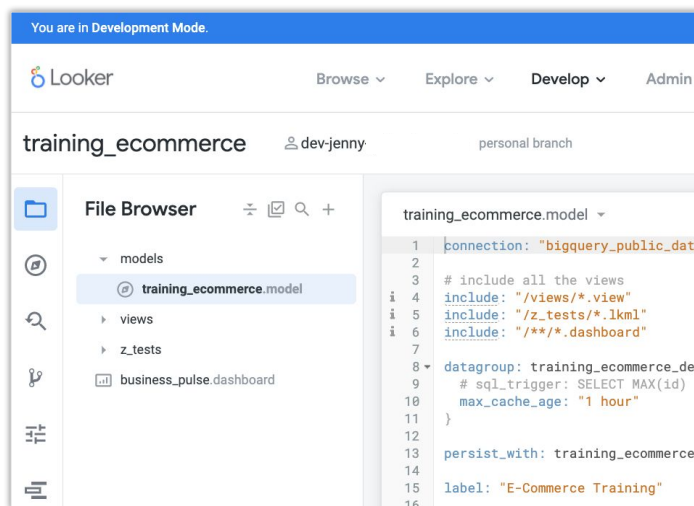 You are in Development Mode.
Looker
Browse Explore Develop Admin
training_ecommerce dev-jenny- personal branch
File Browser
models
training_ecommerce.model
views
z_tests
business_pulse.dashboard
training_ecommerce.model
1 connection: "bigquery_public_dat
2
3 # include all the views
4 include: "/views/*.view"
5 include: "/z_tests/*.lkml"
6 include: "/**/*.dashboard"
7
8 datagroup: training_ecommerce_de
9 # sql_trigger: SELECT MAX(id)
10 max_cache_age: "1 hour"
11 }
12
13 persist_with: training_ecommerce
14
15 label: "E-Commerce Training"
16